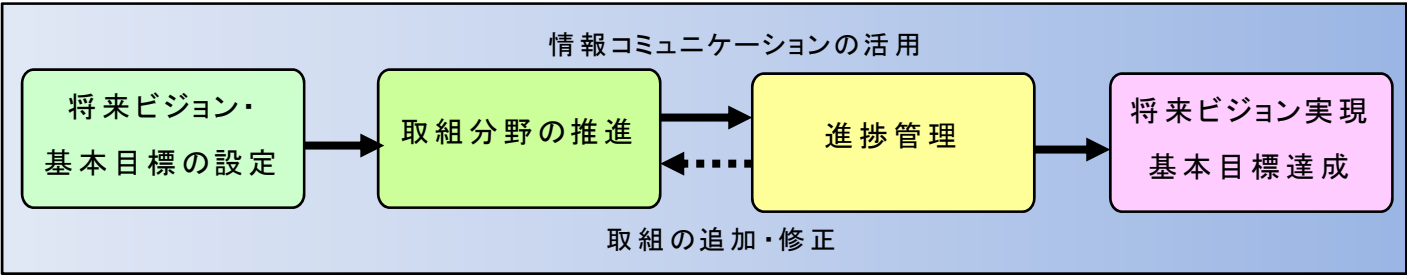 情報コミュニケーションの活用
将来ビジョン・
基本目標の設定
取組分野の推進
進捗管理
将来ビジョン実現
基本目標達成
取組の追加・修正